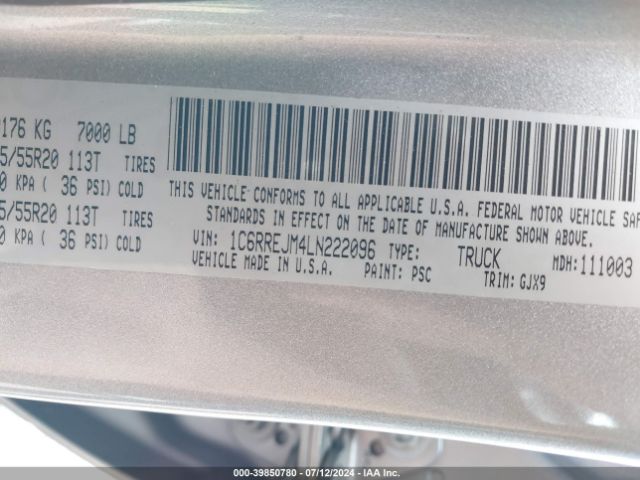 176 KG 7000 LB
5/55R20 113T TIRES
0 KPA ( 36 PSI) COLD
5/55R20 113T TIRES
0 KPA ( 36 PSI) COLD
THIS VEHICLE CONFORMS TO ALL APPLICABLE U.S.A. FEDERAL MOTOR VEHICLE SAF
STANDARDS IN EFFECT ON THE DATE OF MANUFACTURE SHOWN ABOVE.
VIN: 1C6RREJM4LN222096 TYPE: TRUCK MDH:111003
VEHICLE MADE IN U.S.A. PAINT: PSC TRIM: GJX9
000-39850780 - 07/12/2024 - IAA Inc.